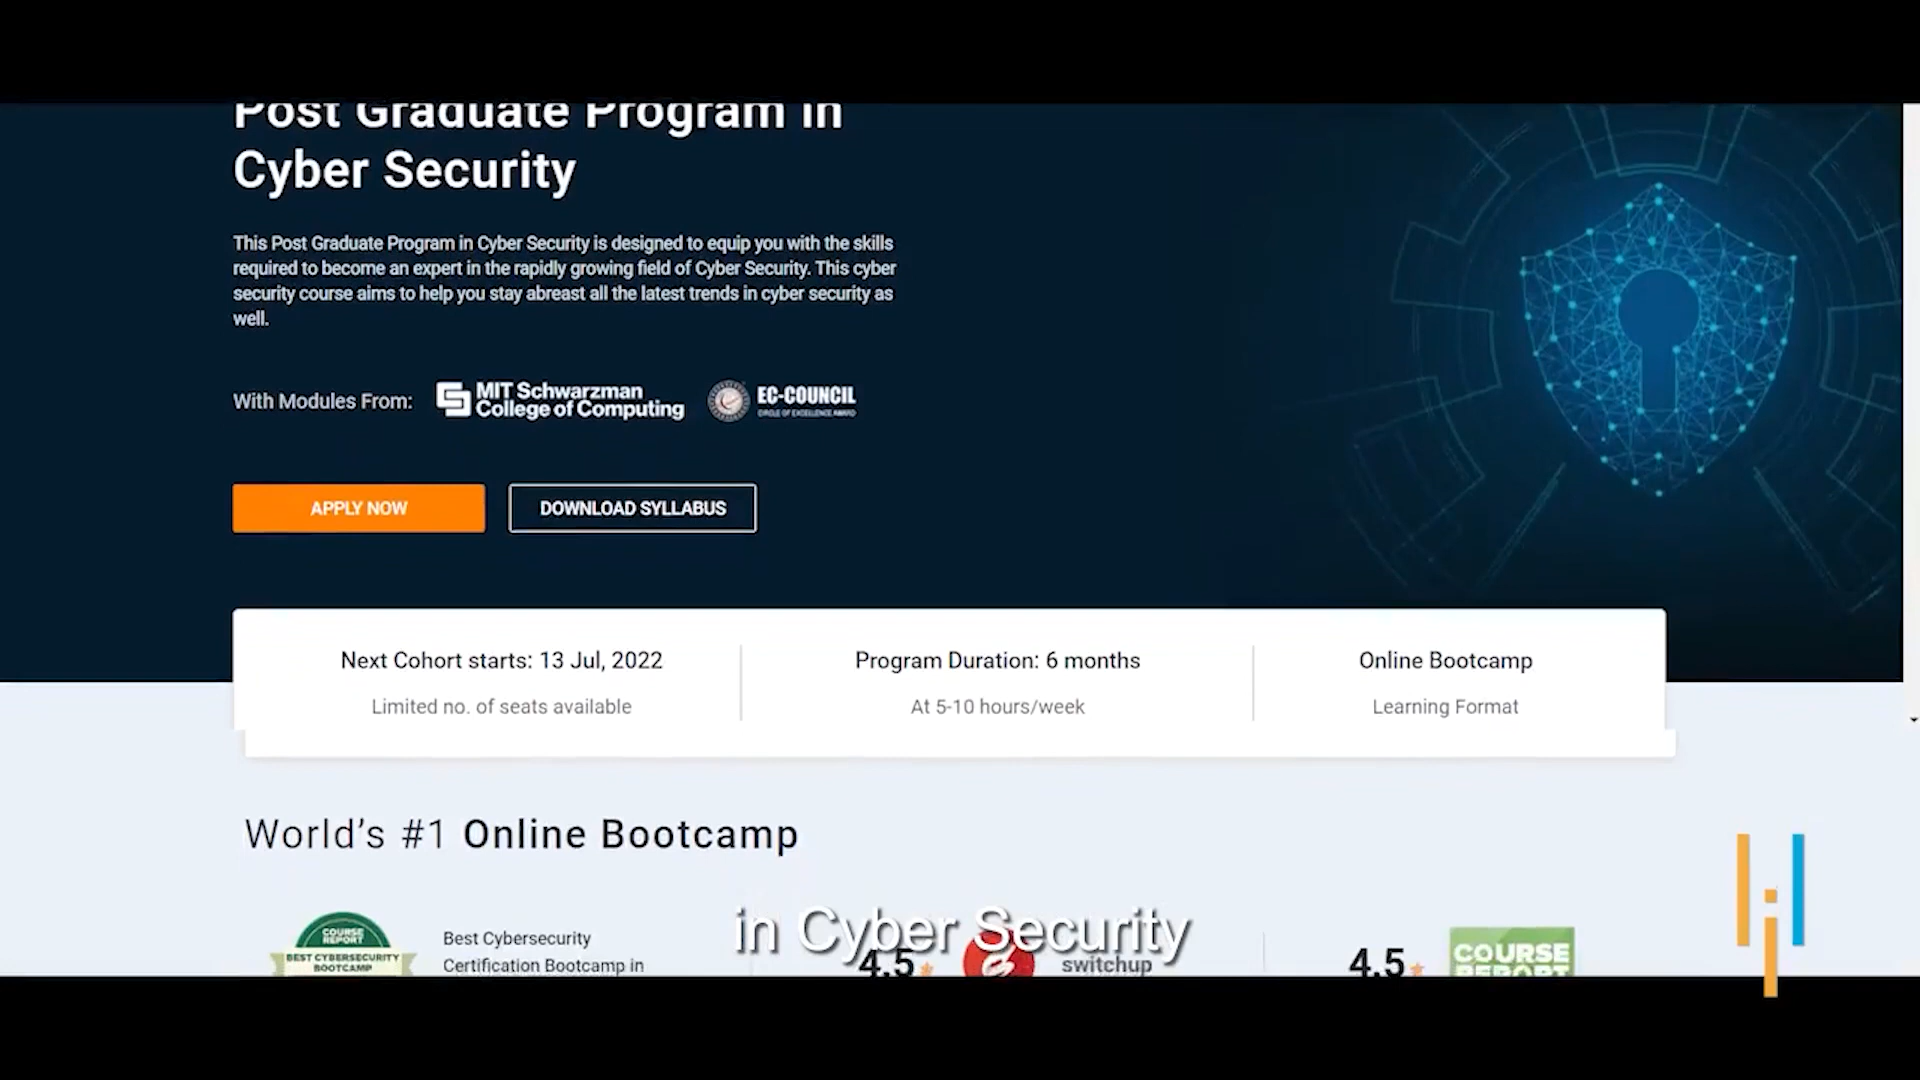 Post Graduate Program in
Cyber Security
This Post Graduate Program in Cyber Security is designed to equip you with the skills
required to become an expert in the rapidly growing field of Cyber Security. This cyber
security course aims to help you stay abreast all the latest trends in cyber security as
well.
With Modules From:
MIT Schwarzman
College of Computing
EC-COUNCIL
CIRCLE OF EXCELLENCE AWARD
APPLY NOW
DOWNLOAD SYLLABUS
Next Cohort starts: 13 Jul, 2022
Limited no. of seats available
Program Duration: 6 months
At 5-10 hours/week
Online Bootcamp
Learning Format
World's #1 Online Bootcamp
COURSE
REPORT
BEST CYBERSECURITY
BOOTCAMP
Best Cybersecurity
Certification Bootcamp in
4.5
switchup
4.5
COURSE
REPORT
in Cyber Security